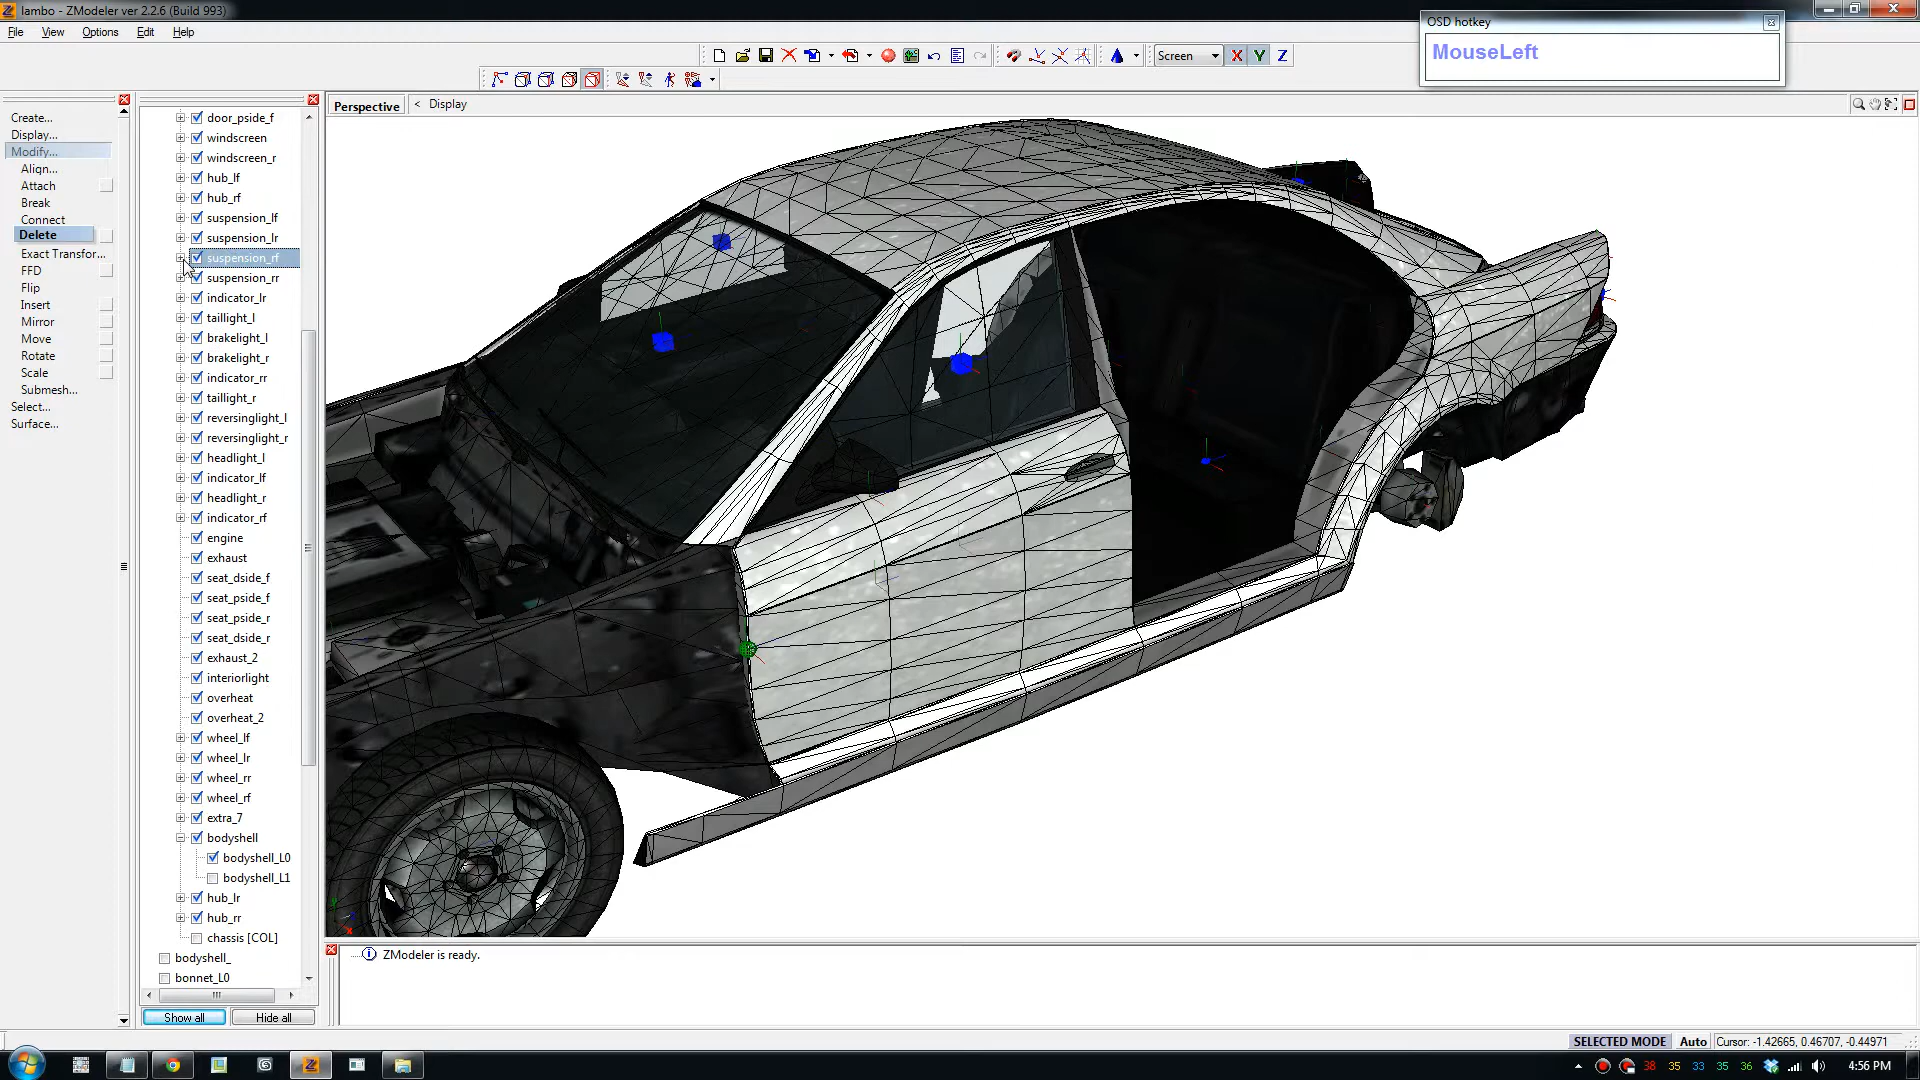 lambo - ZModeler ver 2.2.6 (Build 993)
File View Options Edit Help
OSD hotkey
MouseLeft
Screen X Y Z
Create...
Display...
Modify...
Align...
Attach
Break
Connect
Delete
Exact Transfor...
FFD
Flip
Insert
Mirror
Move
Rotate
Scale
Submesh...
Select...
Surface...
door_pside_f
windscreen
windscreen_r
hub_lf
hub_rf
suspension_lf
suspension_lr
suspension_rf
suspension_rr
indicator_lr
taillight_l
brakelight_l
brakelight_r
indicator_rr
taillight_r
reversinglight_l
reversinglight_r
headlight_l
indicator_lf
headlight_r
indicator_rf
engine
exhaust
seat_dside_f
seat_pside_f
seat_pside_r
seat_dside_r
exhaust_2
interiorlight
overheat
overheat_2
wheel_lf
wheel_lr
wheel_rr
wheel_rf
extra_7
bodyshell
bodyshell_L0
bodyshell_L1
hub_lr
hub_rr
chassis [COL]
bodyshell_
bonnet_L0
Show all Hide all
Perspective < Display
ZModeler is ready.
SELECTED MODE Auto Cursor: -1.42665, 0.46707, -0.44971
38 35 33 35 36 4:56 PM